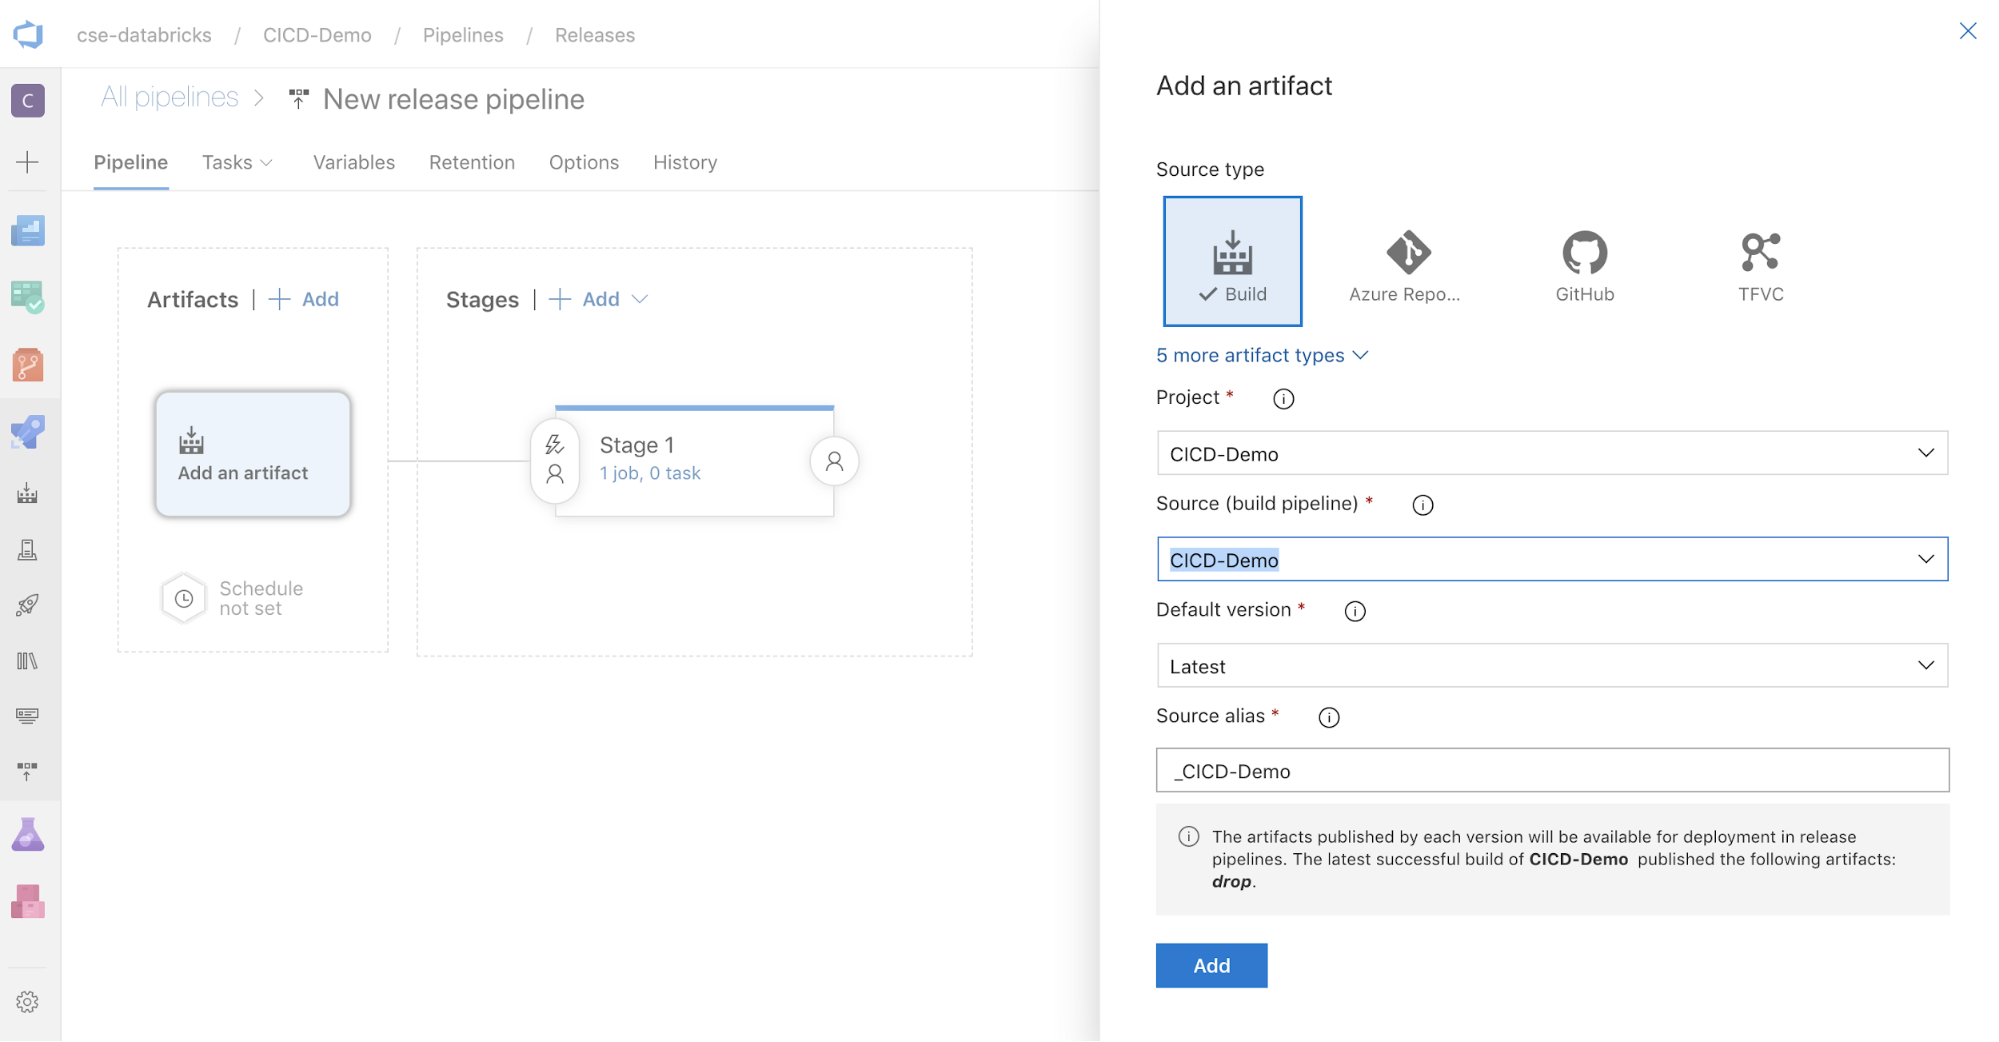 cse-databricks / CICD-Demo / Pipelines / Releases
C
All pipelines > New release pipeline
Pipeline Tasks Variables Retention Options History
Artifacts | + Add
Stages | + Add
Add an artifact
Stage 1
1 job, 0 task
Schedule
not set
Add an artifact
Source type
Build
Azure Repo...
GitHub
TFVC
5 more artifact types
Project *
CICD-Demo
Source (build pipeline) *
CICD-Demo
Default version *
Latest
Source alias *
_CICD-Demo
The artifacts published by each version will be available for deployment in release
pipelines. The latest successful build of CICD-Demo published the following artifacts:
drop.
Add